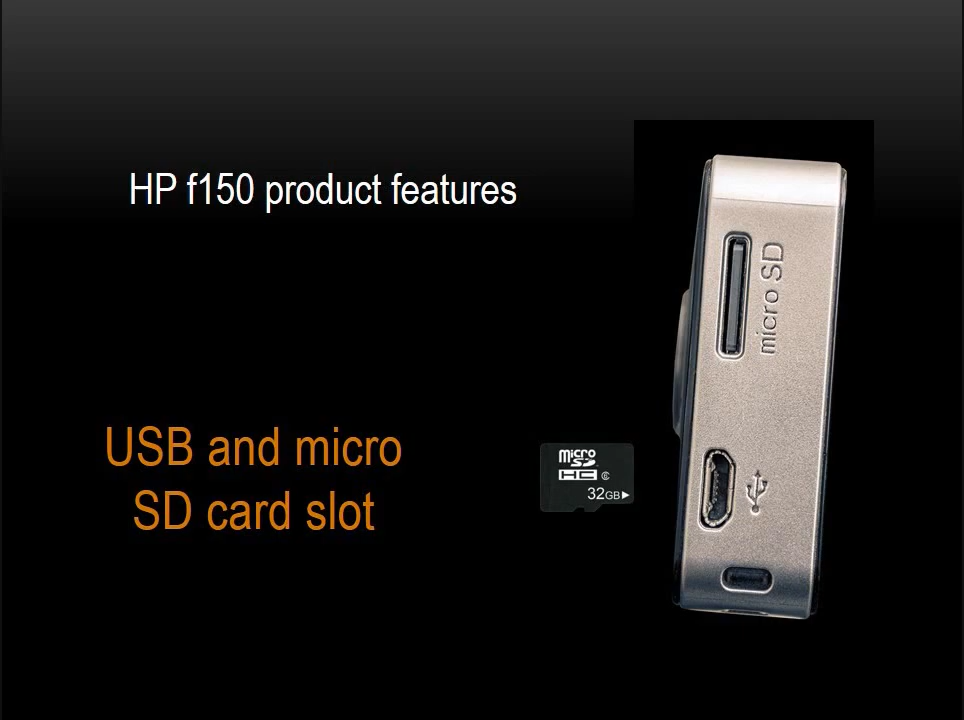 HP f150 product features
micro SD
USB and micro
SD card slot
micro
SD
HC
32GB